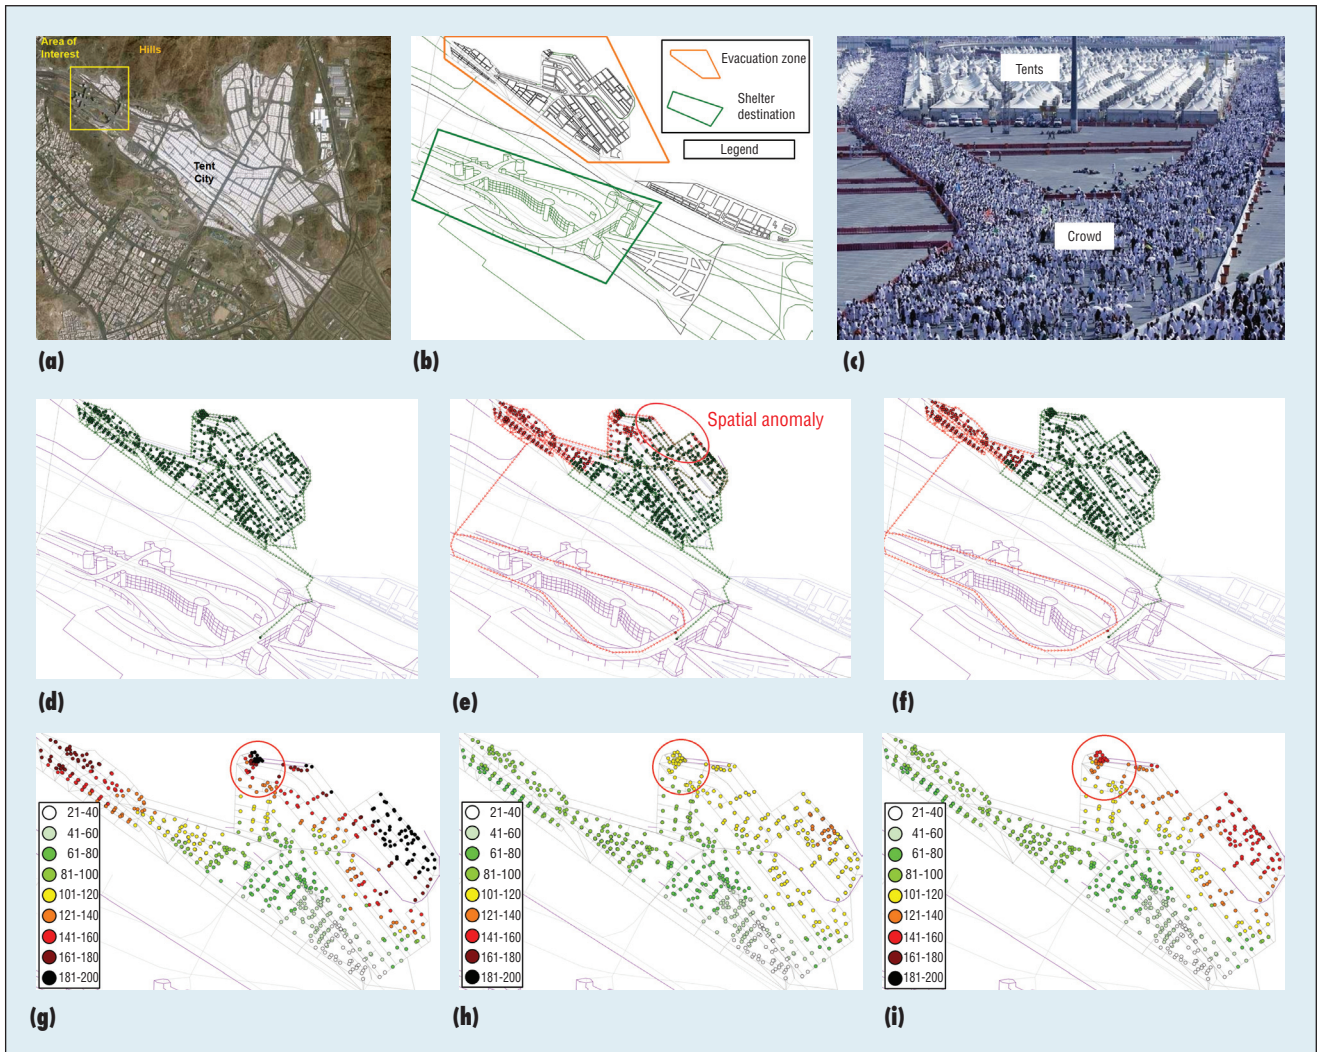 Area of
Interest
Hills
Tent
City
(a)
Evacuation zone
Shelter
destination
Legend
(b)
Tents
Crowd
(c)
(d)
Spatial anomaly
(e)
(f)
21–40
41–60
61–80
81–100
101–120
121–140
141–160
161–180
181–200
(g)
21–40
41–60
61–80
81–100
101–120
121–140
141–160
161–180
181–200
(h)
21–40
41–60
61–80
81–100
101–120
121–140
141–160
161–180
181–200
(i)